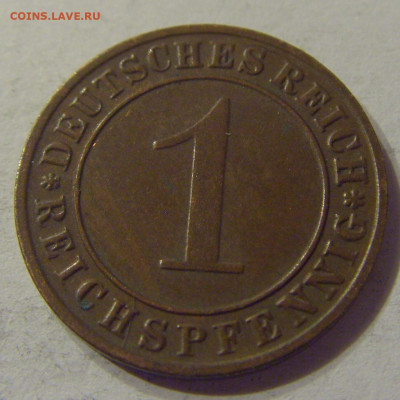 COINS.LAVE.RU
*DEUTSCHES REICH*
1
REICHSPFENNIG